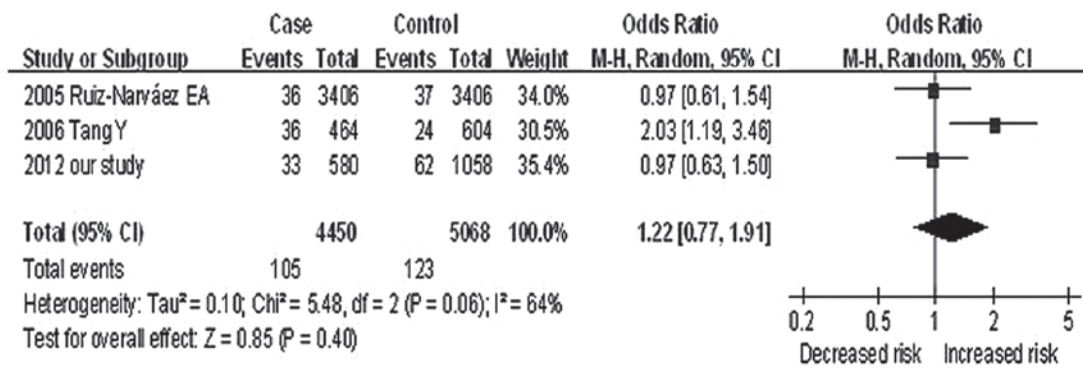 Case Control Odds Ratio Odds Ratio
Study or Subgroup Events Total Events Total Weight M-H, Random, 95% CI M-H, Random, 95% CI
2005 Ruiz-Narváez EA 36 3406 37 3406 34.0% 0.97 [0.61, 1.54]
2006 Tang Y 36 464 24 604 30.5% 2.03 [1.19, 3.46]
2012 our study 33 580 62 1058 35.4% 0.97 [0.63, 1.50]
Total (95% CI) 4450 5068 100.0% 1.22 [0.77, 1.91]
Total events 105 123
Heterogeneity: Tau² = 0.10; Chi² = 5.48, df = 2 (P = 0.06); I² = 64%
Test for overall effect: Z = 0.85 (P = 0.40)
0.2 0.5 1 2 5
Decreased risk Increased risk